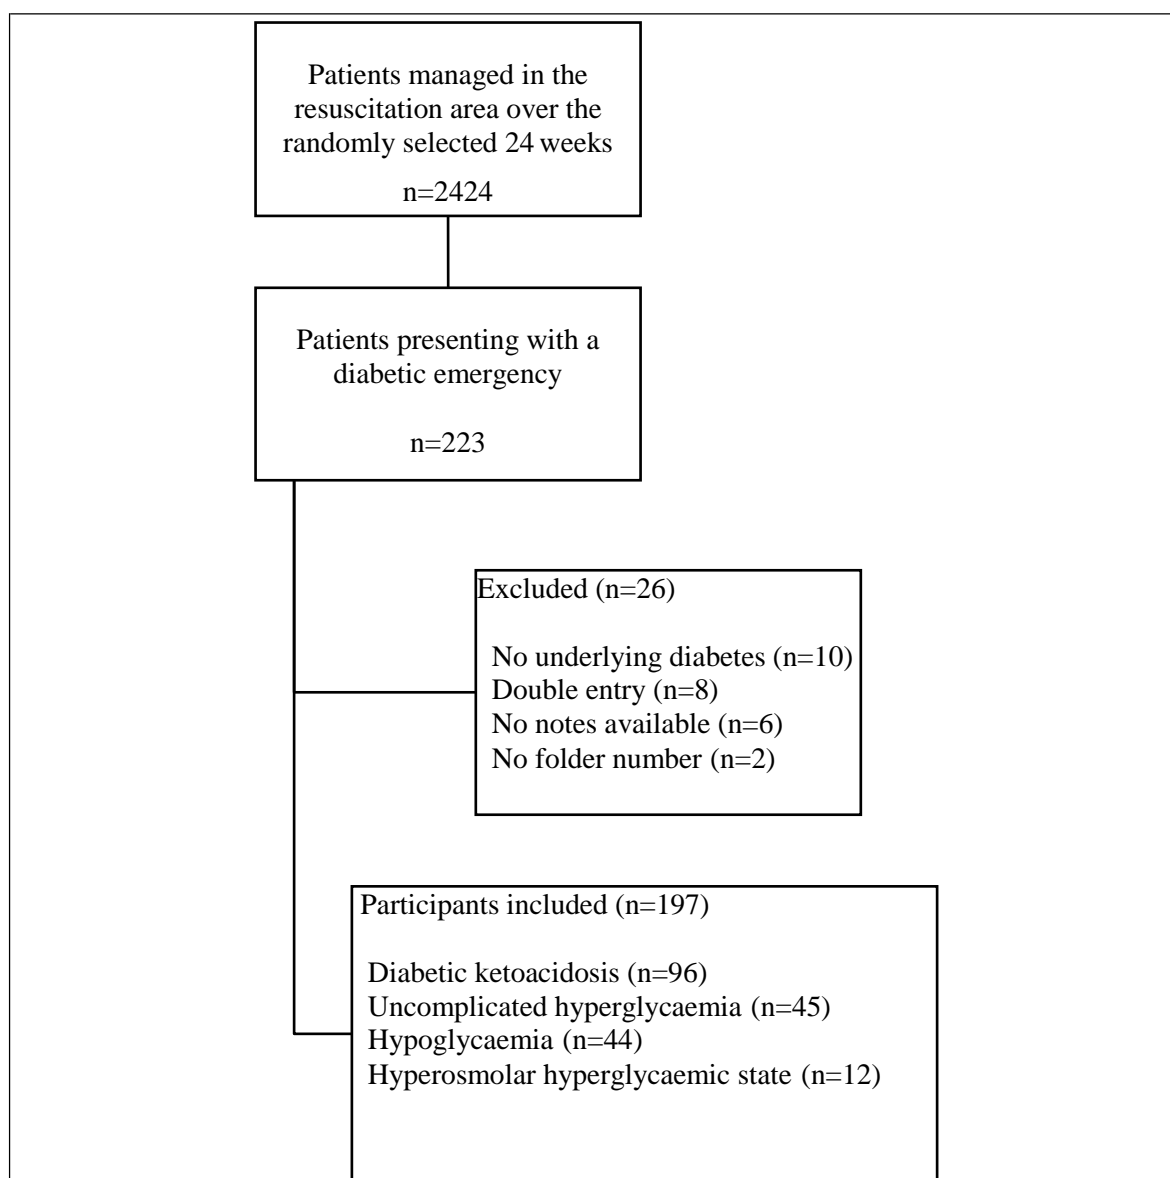 Patients managed in the
resuscitation area over the
randomly selected 24 weeks
n=2424
Patients presenting with a
diabetic emergency
n=223
Excluded (n=26)
No underlying diabetes (n=10)
Double entry (n=8)
No notes available (n=6)
No folder number (n=2)
Participants included (n=197)
Diabetic ketoacidosis (n=96)
Uncomplicated hyperglycaemia (n=45)
Hypoglycaemia (n=44)
Hyperosmolar hyperglycaemic state (n=12)